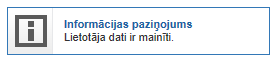 Informācijas paziņojums
Lietotāja dati ir mainīti.